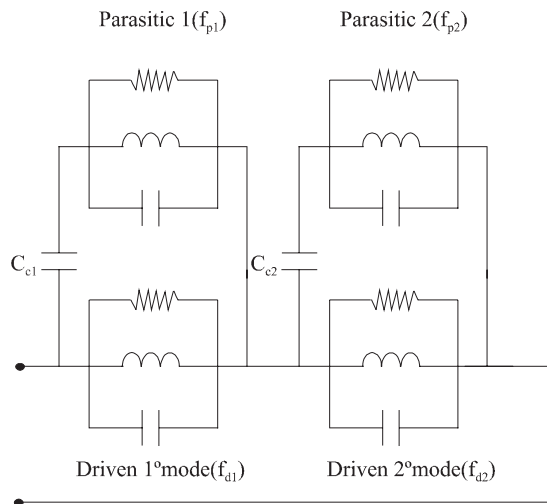 Parasitic 1(fp1) Parasitic 2(fp2)
Cc1 Cc2
Driven 1ºmode(fd1) Driven 2ºmode(fd2)